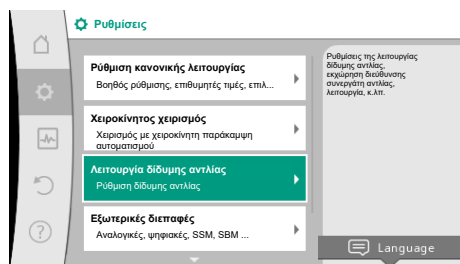 Ρυθμίσεις
Ρύθμιση κανονικής λειτουργίας
Βοηθός ρύθμισης, επιθυμητές τιμές, επιλ...
Χειροκίνητος χειρισμός
Χειρισμός με χειροκίνητη παράκαμψη
αυτοματισμού
Λειτουργία δίδυμης αντλίας
Ρύθμιση δίδυμης αντλίας
Εξωτερικές διεπαφές
Αναλογικές, ψηφιακές, SSM, SBM ...
Ρυθμίσεις της λειτουργίας
δίδυμης αντλίας,
εκχώρηση διεύθυνσης
συνεργάτη αντλίας,
λειτουργία, κ.λπ.
Language